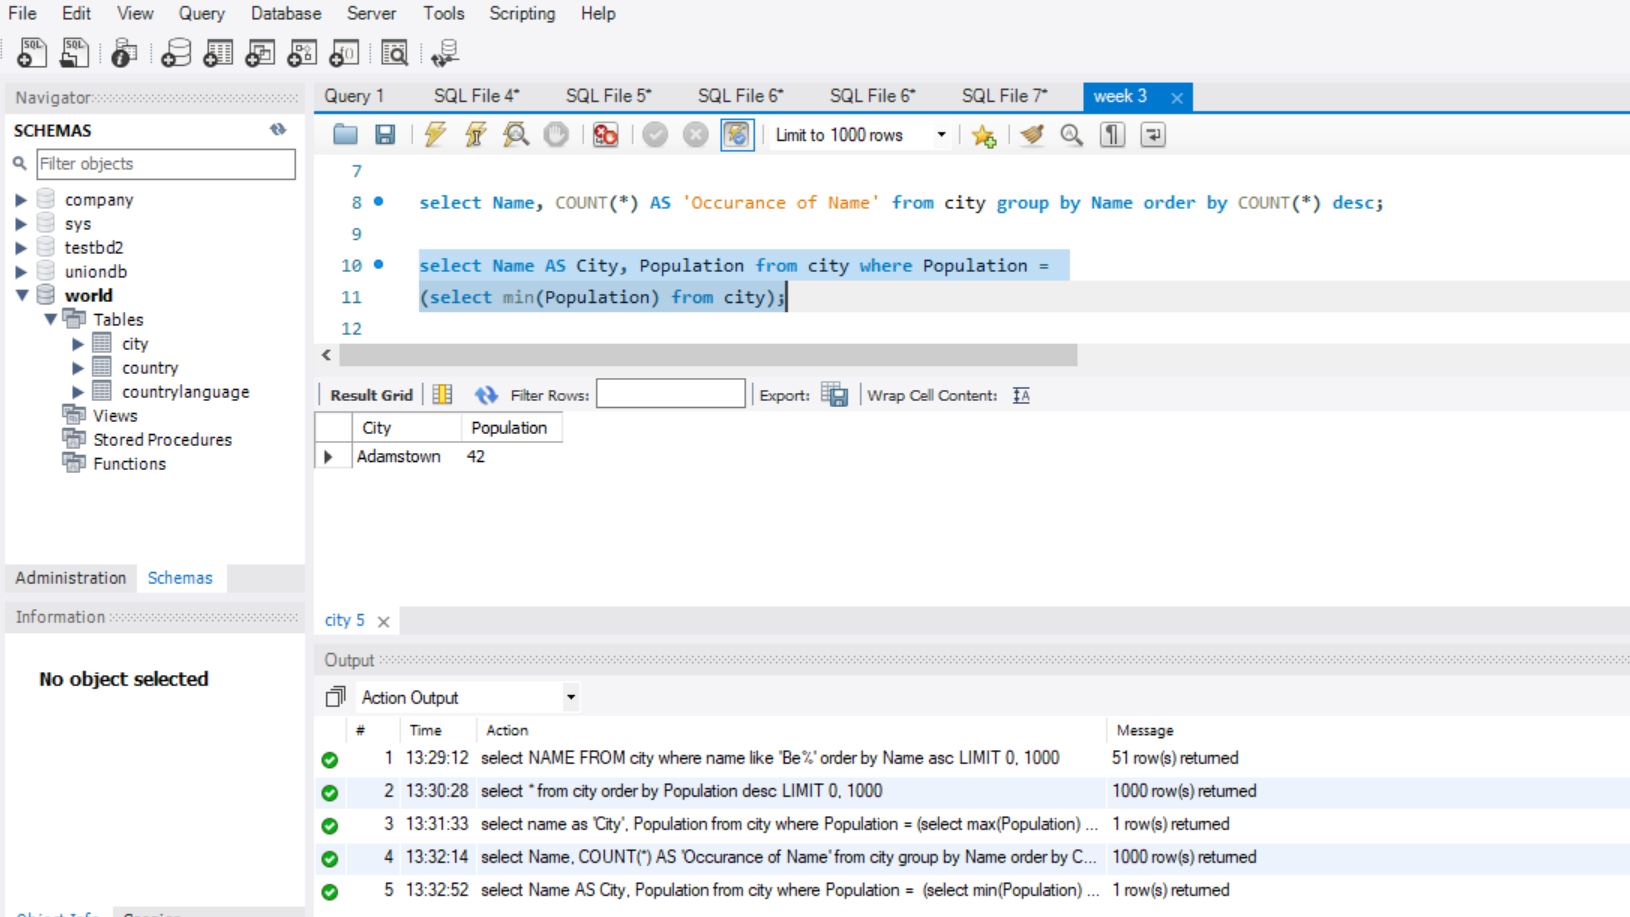 File Edit View Query Database Server Tools Scripting Help
Navigator
SCHEMAS
Filter objects
company
sys
testbd2
uniondb
world
Tables
city
country
countrylanguage
Views
Stored Procedures
Functions
Administration Schemas
Information
No object selected
Query 1 SQL File 4* SQL File 5* SQL File 6* SQL File 6* SQL File 7* week 3
Limit to 1000 rows
7
8 select Name, COUNT(*) AS 'Occurance of Name' from city group by Name order by COUNT(*) desc;
9
10 select Name AS City, Population from city where Population =
11 (select min(Population) from city);
12
Result Grid Filter Rows: Export: Wrap Cell Content:
City Population
Adamstown 42
city 5
Output
Action Output
# Time Action Message
1 13:29:12 select NAME FROM city where name like 'Be%' order by Name asc LIMIT 0, 1000 51 row(s) returned
2 13:30:28 select * from city order by Population desc LIMIT 0, 1000 1000 row(s) returned
3 13:31:33 select name as 'City', Population from city where Population = (select max(Population) ... 1 row(s) returned
4 13:32:14 select Name, COUNT(*) AS 'Occurance of Name' from city group by Name order by C... 1000 row(s) returned
5 13:32:52 select Name AS City, Population from city where Population = (select min(Population) ... 1 row(s) returned